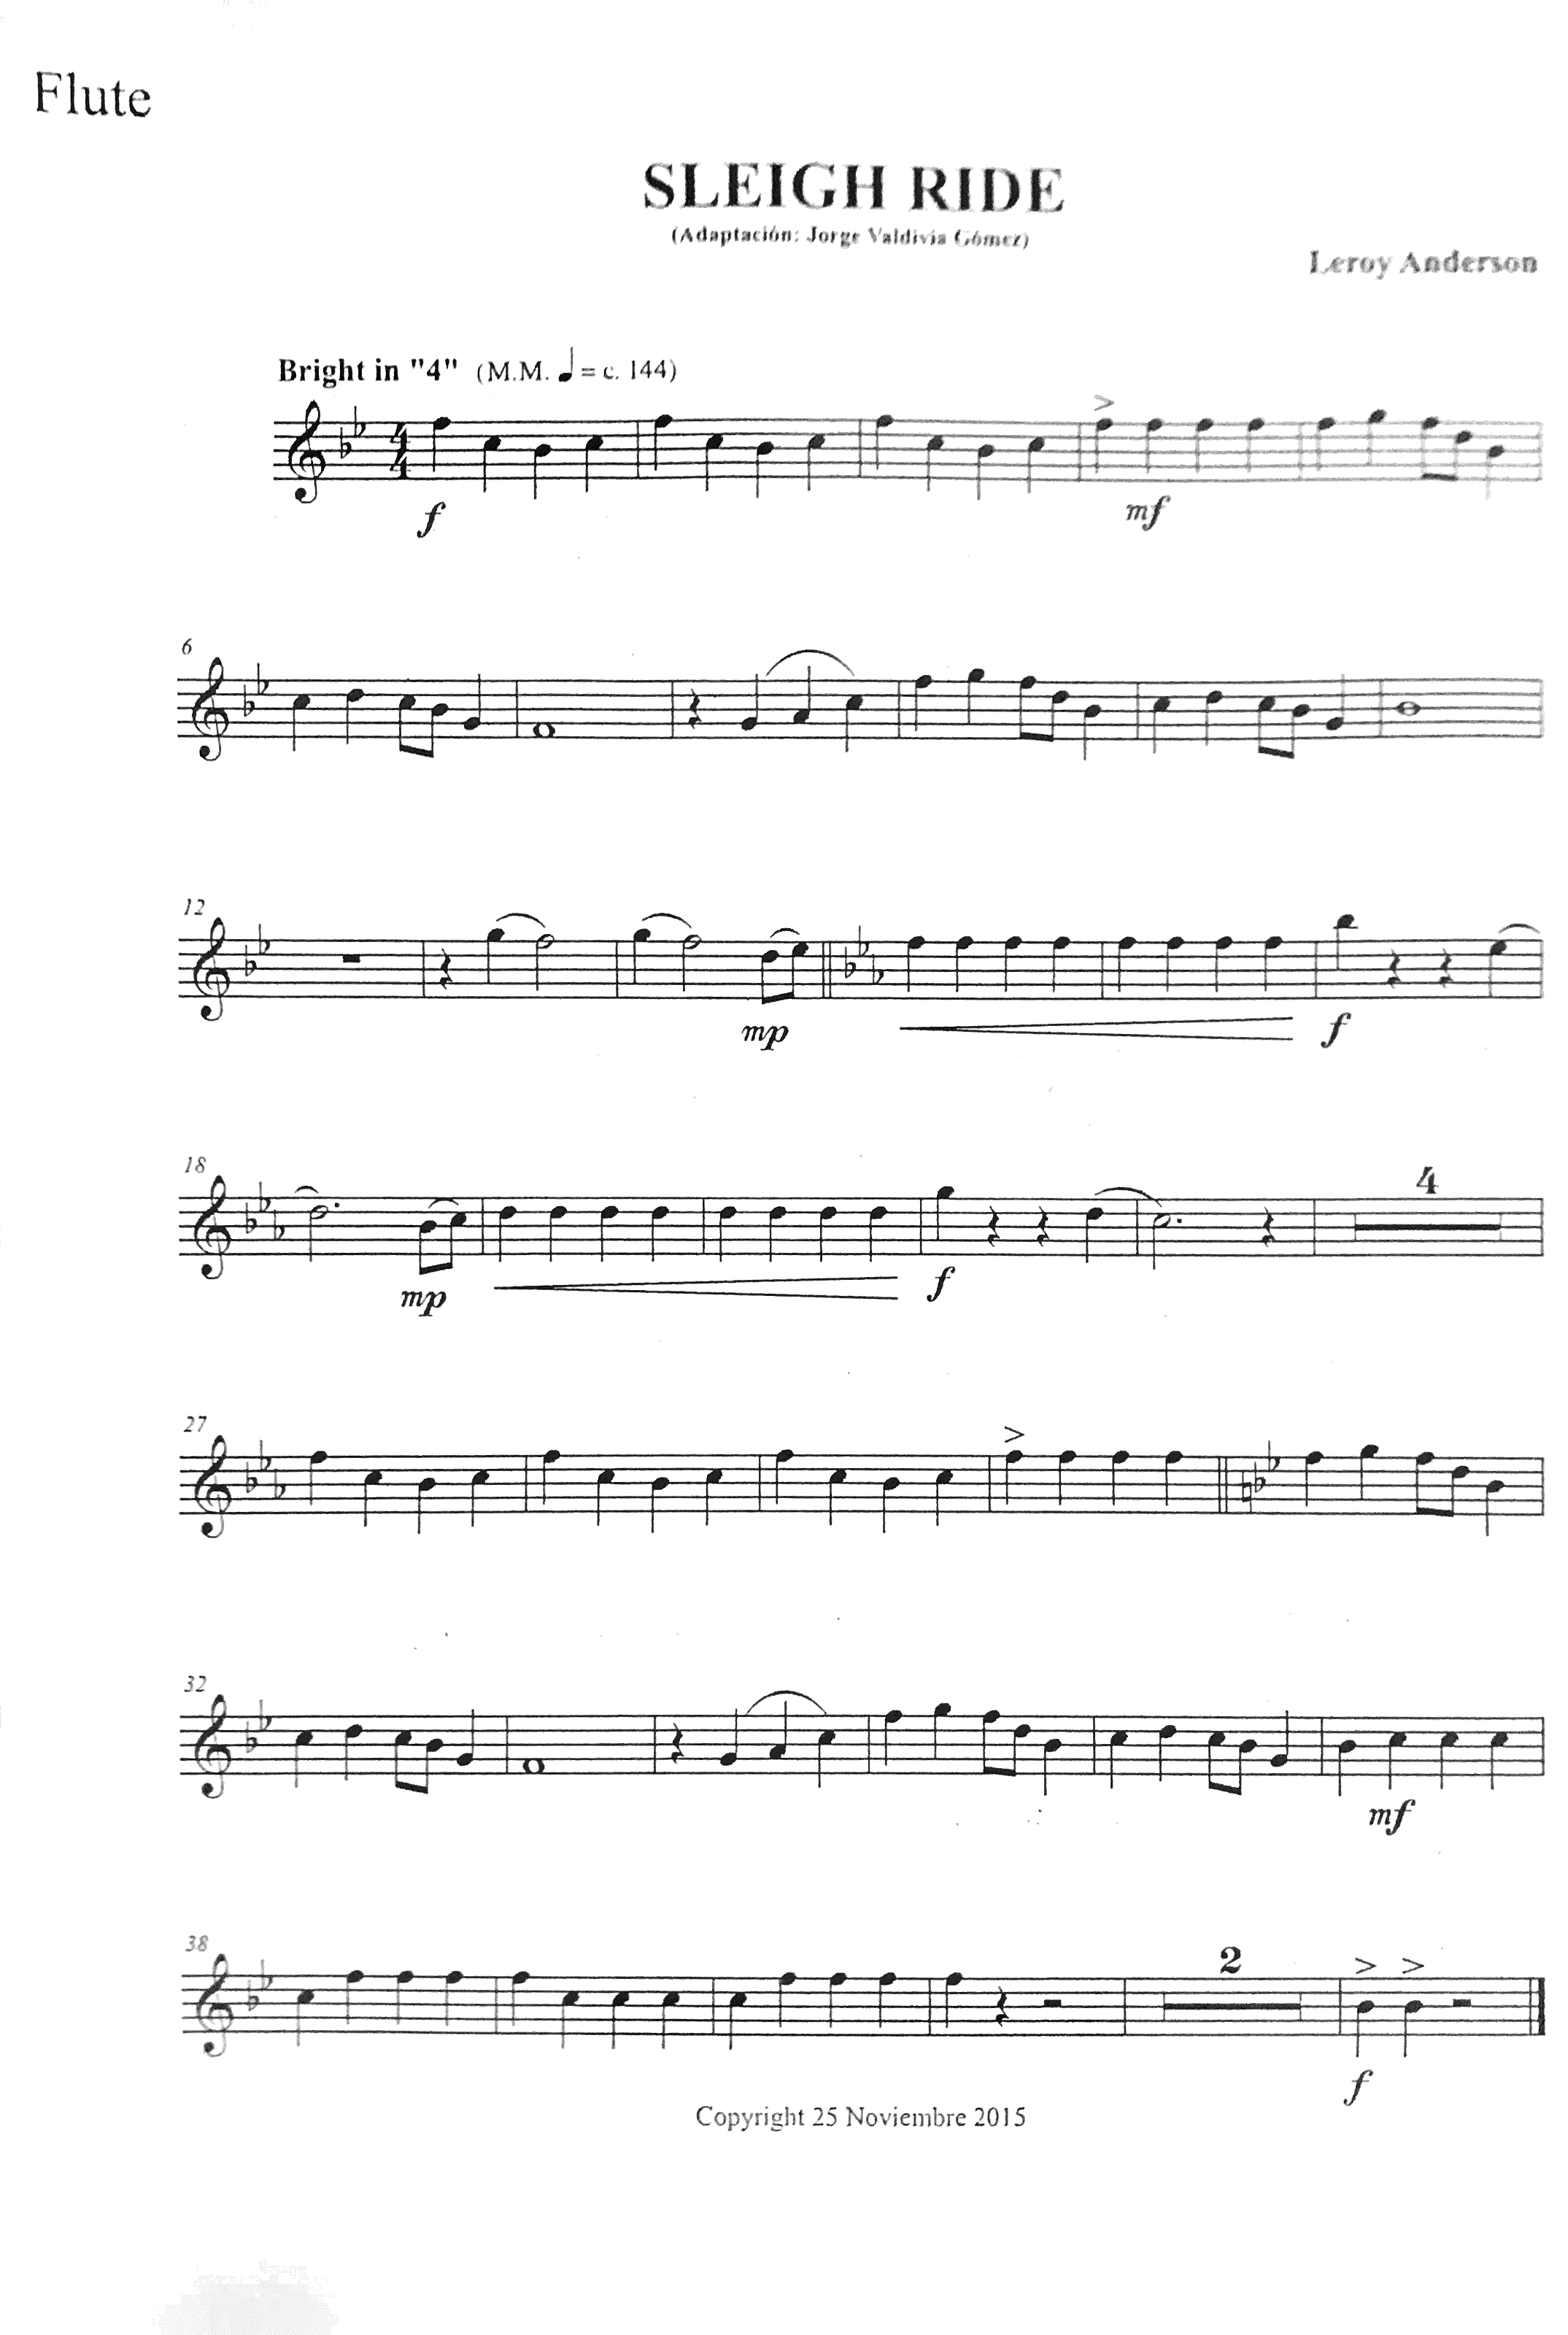 Flute
SLEIGH RIDE
(Adaptación: Jorge Valdivia Gómez)
Leroy Anderson
Bright in "4" (M.M. ♩ = c. 144)
4
4
f
mf
6
12
mp
f
18
4
mp
f
27
32
mf
38
2
f
Copyright 25 Noviembre 2015